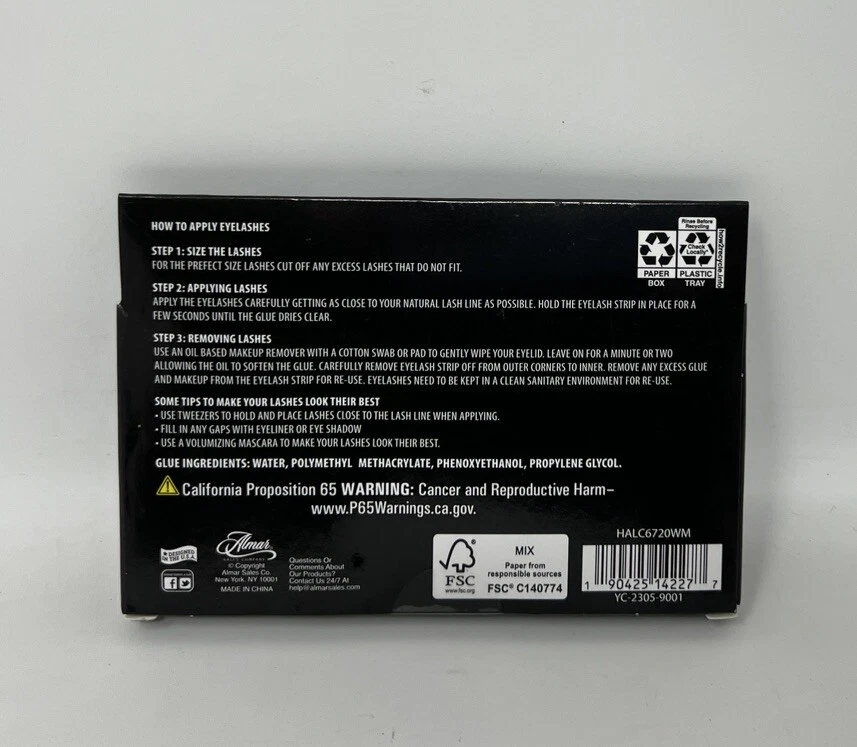 HOW TO APPLY EYELASHES
STEP 1: SIZE THE LASHES
FOR THE PREFECT SIZE LASHES CUT OFF ANY EXCESS LASHES THAT DO NOT FIT.
STEP 2: APPLYING LASHES
APPLY THE EYELASHES CAREFULLY GETTING AS CLOSE TO YOUR NATURAL LASH LINE AS POSSIBLE. HOLD THE EYELASH STRIP IN PLACE FOR A
FEW SECONDS UNTIL THE GLUE DRIES CLEAR.
STEP 3: REMOVING LASHES
USE AN OIL BASED MAKEUP REMOVER WITH A COTTON SWAB OR PAD TO GENTLY WIPE YOUR EYELID. LEAVE ON FOR A MINUTE OR TWO
ALLOWING THE OIL TO SOFTEN THE GLUE. CAREFULLY REMOVE EYELASH STRIP OFF FROM OUTER CORNERS TO INNER. REMOVE ANY EXCESS GLUE
AND MAKEUP FROM THE EYELASH STRIP FOR RE-USE. EYELASHES NEED TO BE KEPT IN A CLEAN SANITARY ENVIRONMENT FOR RE-USE.
SOME TIPS TO MAKE YOUR LASHES LOOK THEIR BEST
• USE TWEEZERS TO HOLD AND PLACE LASHES CLOSE TO THE LASH LINE WHEN APPLYING.
• FILL IN ANY GAPS WITH EYELINER OR EYE SHADOW
• USE A VOLUMIZING MASCARA TO MAKE YOUR LASHES LOOK THEIR BEST.
GLUE INGREDIENTS: WATER, POLYMETHYL METHACRYLATE, PHENOXYETHANOL, PROPYLENE GLYCOL.
California Proposition 65 WARNING: Cancer and Reproductive Harm–
www.P65Warnings.ca.gov.
Rinse Before
Recycling
Check
Locally*
PAPER
BOX
PLASTIC
TRAY
how2recycle.info
DESIGNED
IN THE U.S.A.
Almar
SALES COMPANY
© Copyright
Almar Sales Co
New York, NY 10001
MADE IN CHINA
Questions Or
Comments About
Our Products?
Contact Us 24/7 At
help@almarsales.com
FSC
www.fsc.org
MIX
Paper from
responsible sources
FSC® C140774
HALC6720WM
1 90425 14227 7
YC-2305-9001